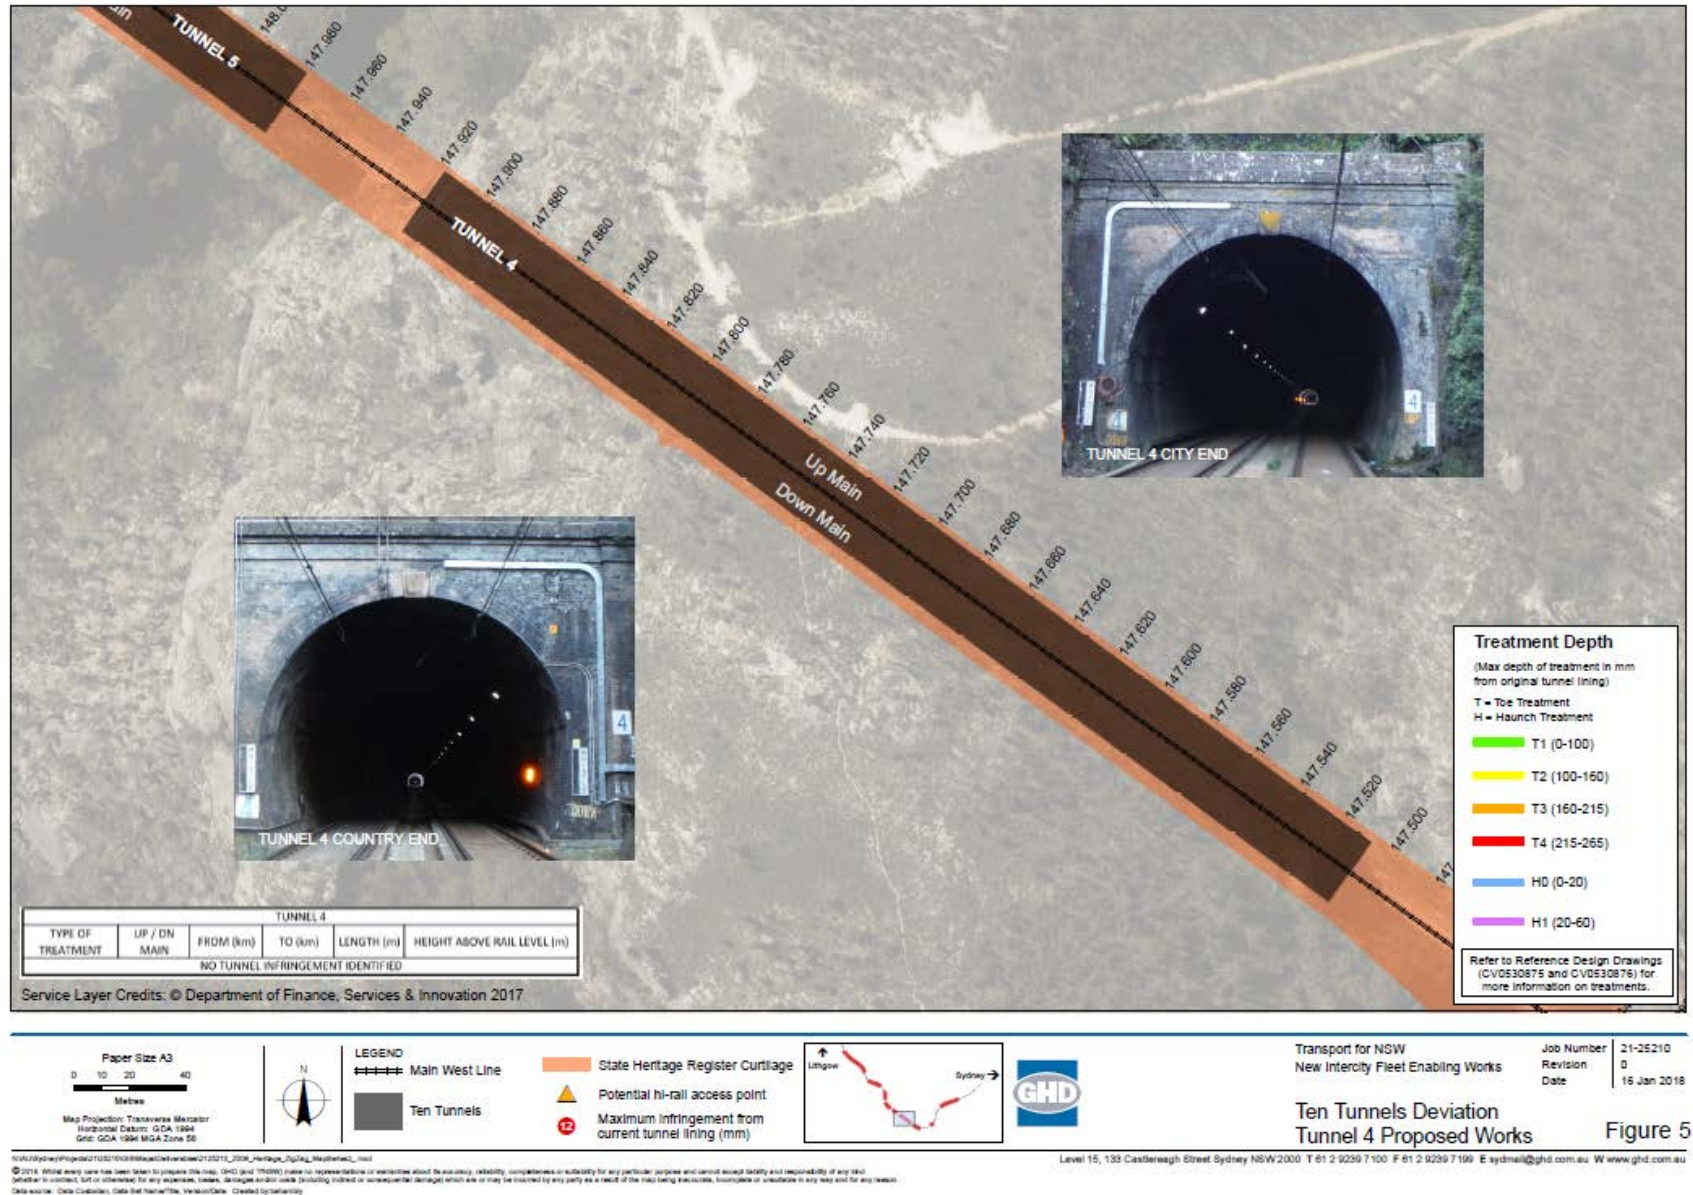 TUNNEL 5
147.980
147.960
147.940
147.920
147.900
147.880
147.860
147.840
147.820
147.800
147.780
147.760
147.740
147.720
147.700
147.680
147.660
147.640
147.620
147.600
147.580
147.560
147.540
147.520
147.500
TUNNEL 4
Up Main
Down Main
4
4
TUNNEL 4 CITY END
4
4
TUNNEL 4 COUNTRY END
Treatment Depth
(Max depth of treatment in mm
from original tunnel lining)
T = Toe Treatment
H = Haunch Treatment
T1 (0-100)
T2 (100-160)
T3 (160-215)
T4 (215-265)
H0 (0-20)
H1 (20-60)
Refer to Reference Design Drawings
(CV0530875 and CV0530876) for
more information on treatments.
TUNNEL 4
TYPE OF TREATMENT UP / DN MAIN FROM (km) TO (km) LENGTH (m) HEIGHT ABOVE RAIL LEVEL (m)
NO TUNNEL INFRINGEMENT IDENTIFIED
Service Layer Credits: © Department of Finance, Services & Innovation 2017
Paper Size A3
0 10 20 40
Metres
Map Projection: Transverse Mercator
Horizontal Datum: GDA 1994
Grid: GDA 1994 MGA Zone 56
N
LEGEND
Main West Line
Ten Tunnels
State Heritage Register Curtilage
Potential hi-rail access point
12
Maximum infringement from
current tunnel lining (mm)
Lithgow
Sydney
GHD
Transport for NSW
New Intercity Fleet Enabling Works
Ten Tunnels Deviation
Tunnel 4 Proposed Works
Job Number 21-25210
Revision 0
Date 16 Jan 2018
Figure 5
Level 15, 133 Castlereagh Street Sydney NSW 2000 T 61 2 9239 7100 F 61 2 9239 7199 E sydmail@ghd.com.au W www.ghd.com.au